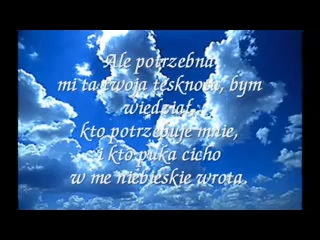 Ale potrzebna
mi ta twoja tęsknota, bym
wiedział,
kto potrzebuje mnie,
i kto puka cicho
w me niebieskie wrota.